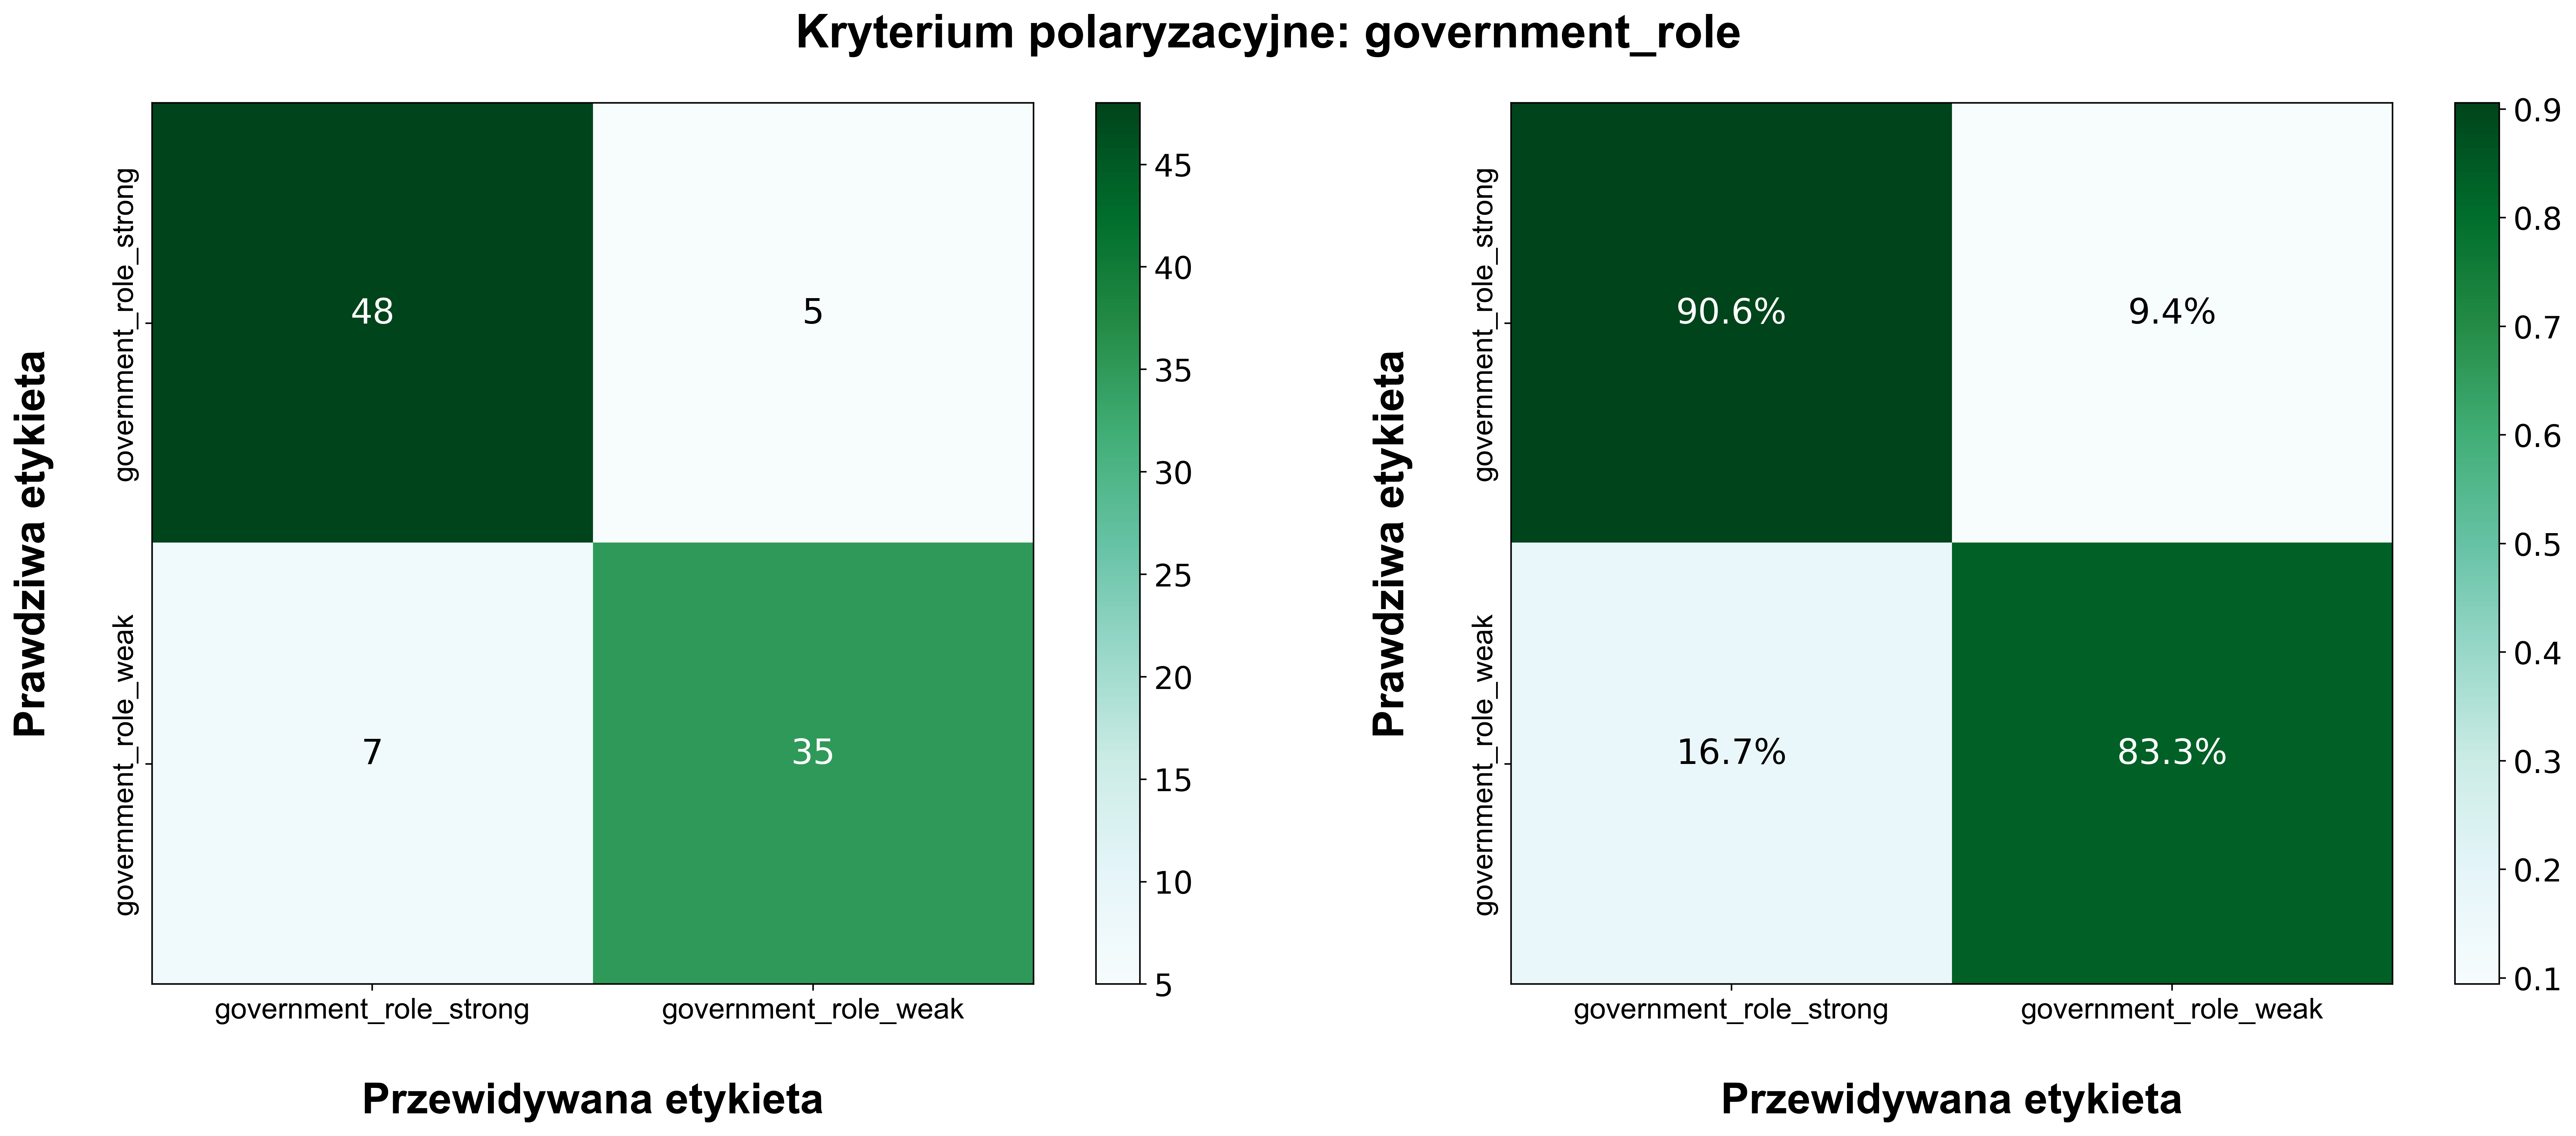 Kryterium polaryzacyjne: government_role
Prawdziwa etykieta
government_role_strong
government_role_weak
48
5
7
35
government_role_strong
government_role_weak
Przewidywana etykieta
45
40
35
30
25
20
15
10
5
Prawdziwa etykieta
government_role_strong
government_role_weak
90.6%
9.4%
16.7%
83.3%
government_role_strong
government_role_weak
Przewidywana etykieta
0.9
0.8
0.7
0.6
0.5
0.4
0.3
0.2
0.1